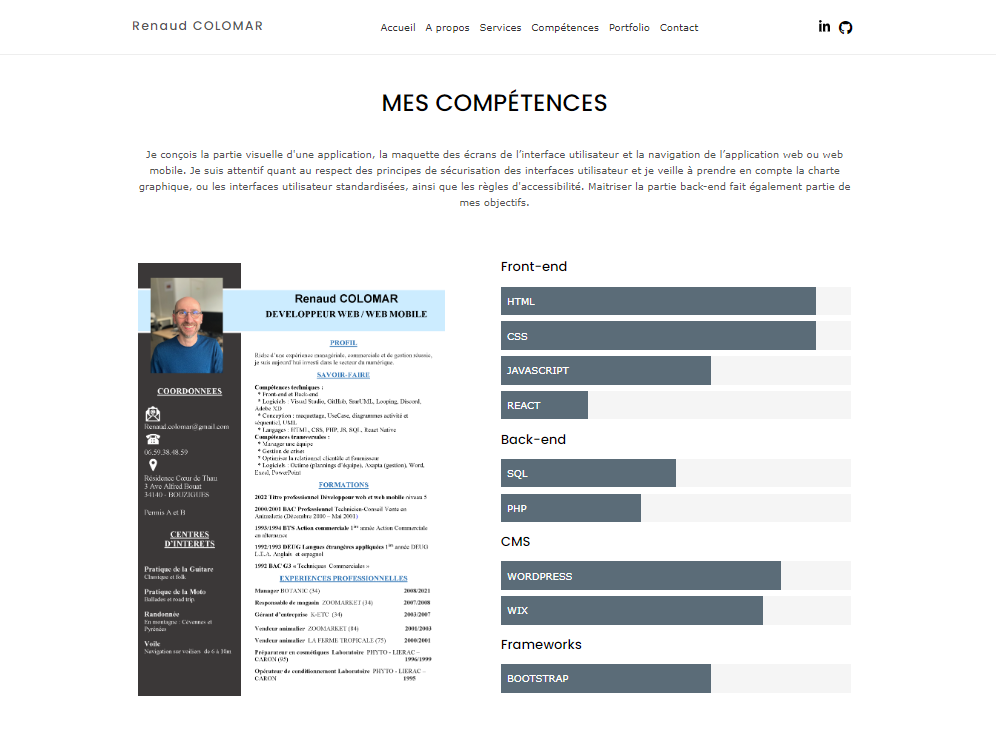 Renaud COLOMAR
Accueil A propos Services Compétences Portfolio Contact
MES COMPÉTENCES
Je conçois la partie visuelle d'une application, la maquette des écrans de l’interface utilisateur et la navigation de l’application web ou web
mobile. Je suis attentif quant au respect des principes de sécurisation des interfaces utilisateur et je veille à prendre en compte la charte
graphique, ou les interfaces utilisateur standardisées, ainsi que les règles d'accessibilité. Maitriser la partie back-end fait également partie de
mes objectifs.
Renaud COLOMAR
DEVELOPPEUR WEB / WEB MOBILE
COORDONNEES
Renaud.colomar@gmail.com
06.59.38.48.59
Résidence Cœur de Thau
3 Ave Alfred Bouat
34140 - BOUZIGUES
Permis A et B
CENTRES
D'INTERETS
Pratique de la Guitare
Classique et folk
Pratique de la Moto
Ballades et road trip
Randonnée
En montagne : Cévennes et
Pyrénées
Voile
Navigation sur voiliers de 6 à 10m
PROFIL
Riche d’une expérience managériale, commerciale et de gestion réussie,
je suis aujourd'hui investi dans le secteur du numérique.
SAVOIR-FAIRE
Compétences techniques :
* Front-end et Back-end
* Logiciels : Visual Studio, GitHub, StarUML, Looping, Discord,
Adobe XD
* Conception : maquettage, UseCase, diagrammes activité et
séquentiel, UML
* Langages : HTML, CSS, PHP, JS, SQL, React Native
Compétences transversales :
* Manager une équipe
* Gestion de crises
* Optimiser la relationnel clientèle et fournisseur
* Logiciels : Octime (plannings d’équipe), Axapta (gestion), Word,
Excel, PowerPoint
FORMATIONS
2022 Titre professionnel Développeur web et web mobile niveau 5
2000/2001 BAC Professionnel Technicien-Conseil Vente en
Animalerie (Décembre 2000 – Mai 2001)
1993/1994 BTS Action commerciale 1ère année Action Commerciale
en alternance
1992/1993 DEUG Langues étrangères appliquées 1ère année DEUG
L.E.A. Anglais et espagnol
1992 BAC G3 « Techniques Commerciales »
EXPERIENCES PROFESSIONNELLES
Manager BOTANIC (34) 2008/2021
Responsable de magasin ZOOMARKET (34) 2007/2008
Gérant d’entreprise K-ETC (34) 2003/2007
Vendeur animalier ZOOMARKET (84) 2001/2003
Vendeur animalier LA FERME TROPICALE (75) 2000/2001
Préparateur en cosmétiques Laboratoire PHYTO - LIERAC –
CARON (95) 1996/1999
Opérateur de conditionnement Laboratoire PHYTO - LIERAC –
CARON 1995
Front-end
HTML
CSS
JAVASCRIPT
REACT
Back-end
SQL
PHP
CMS
WORDPRESS
WIX
Frameworks
BOOTSTRAP